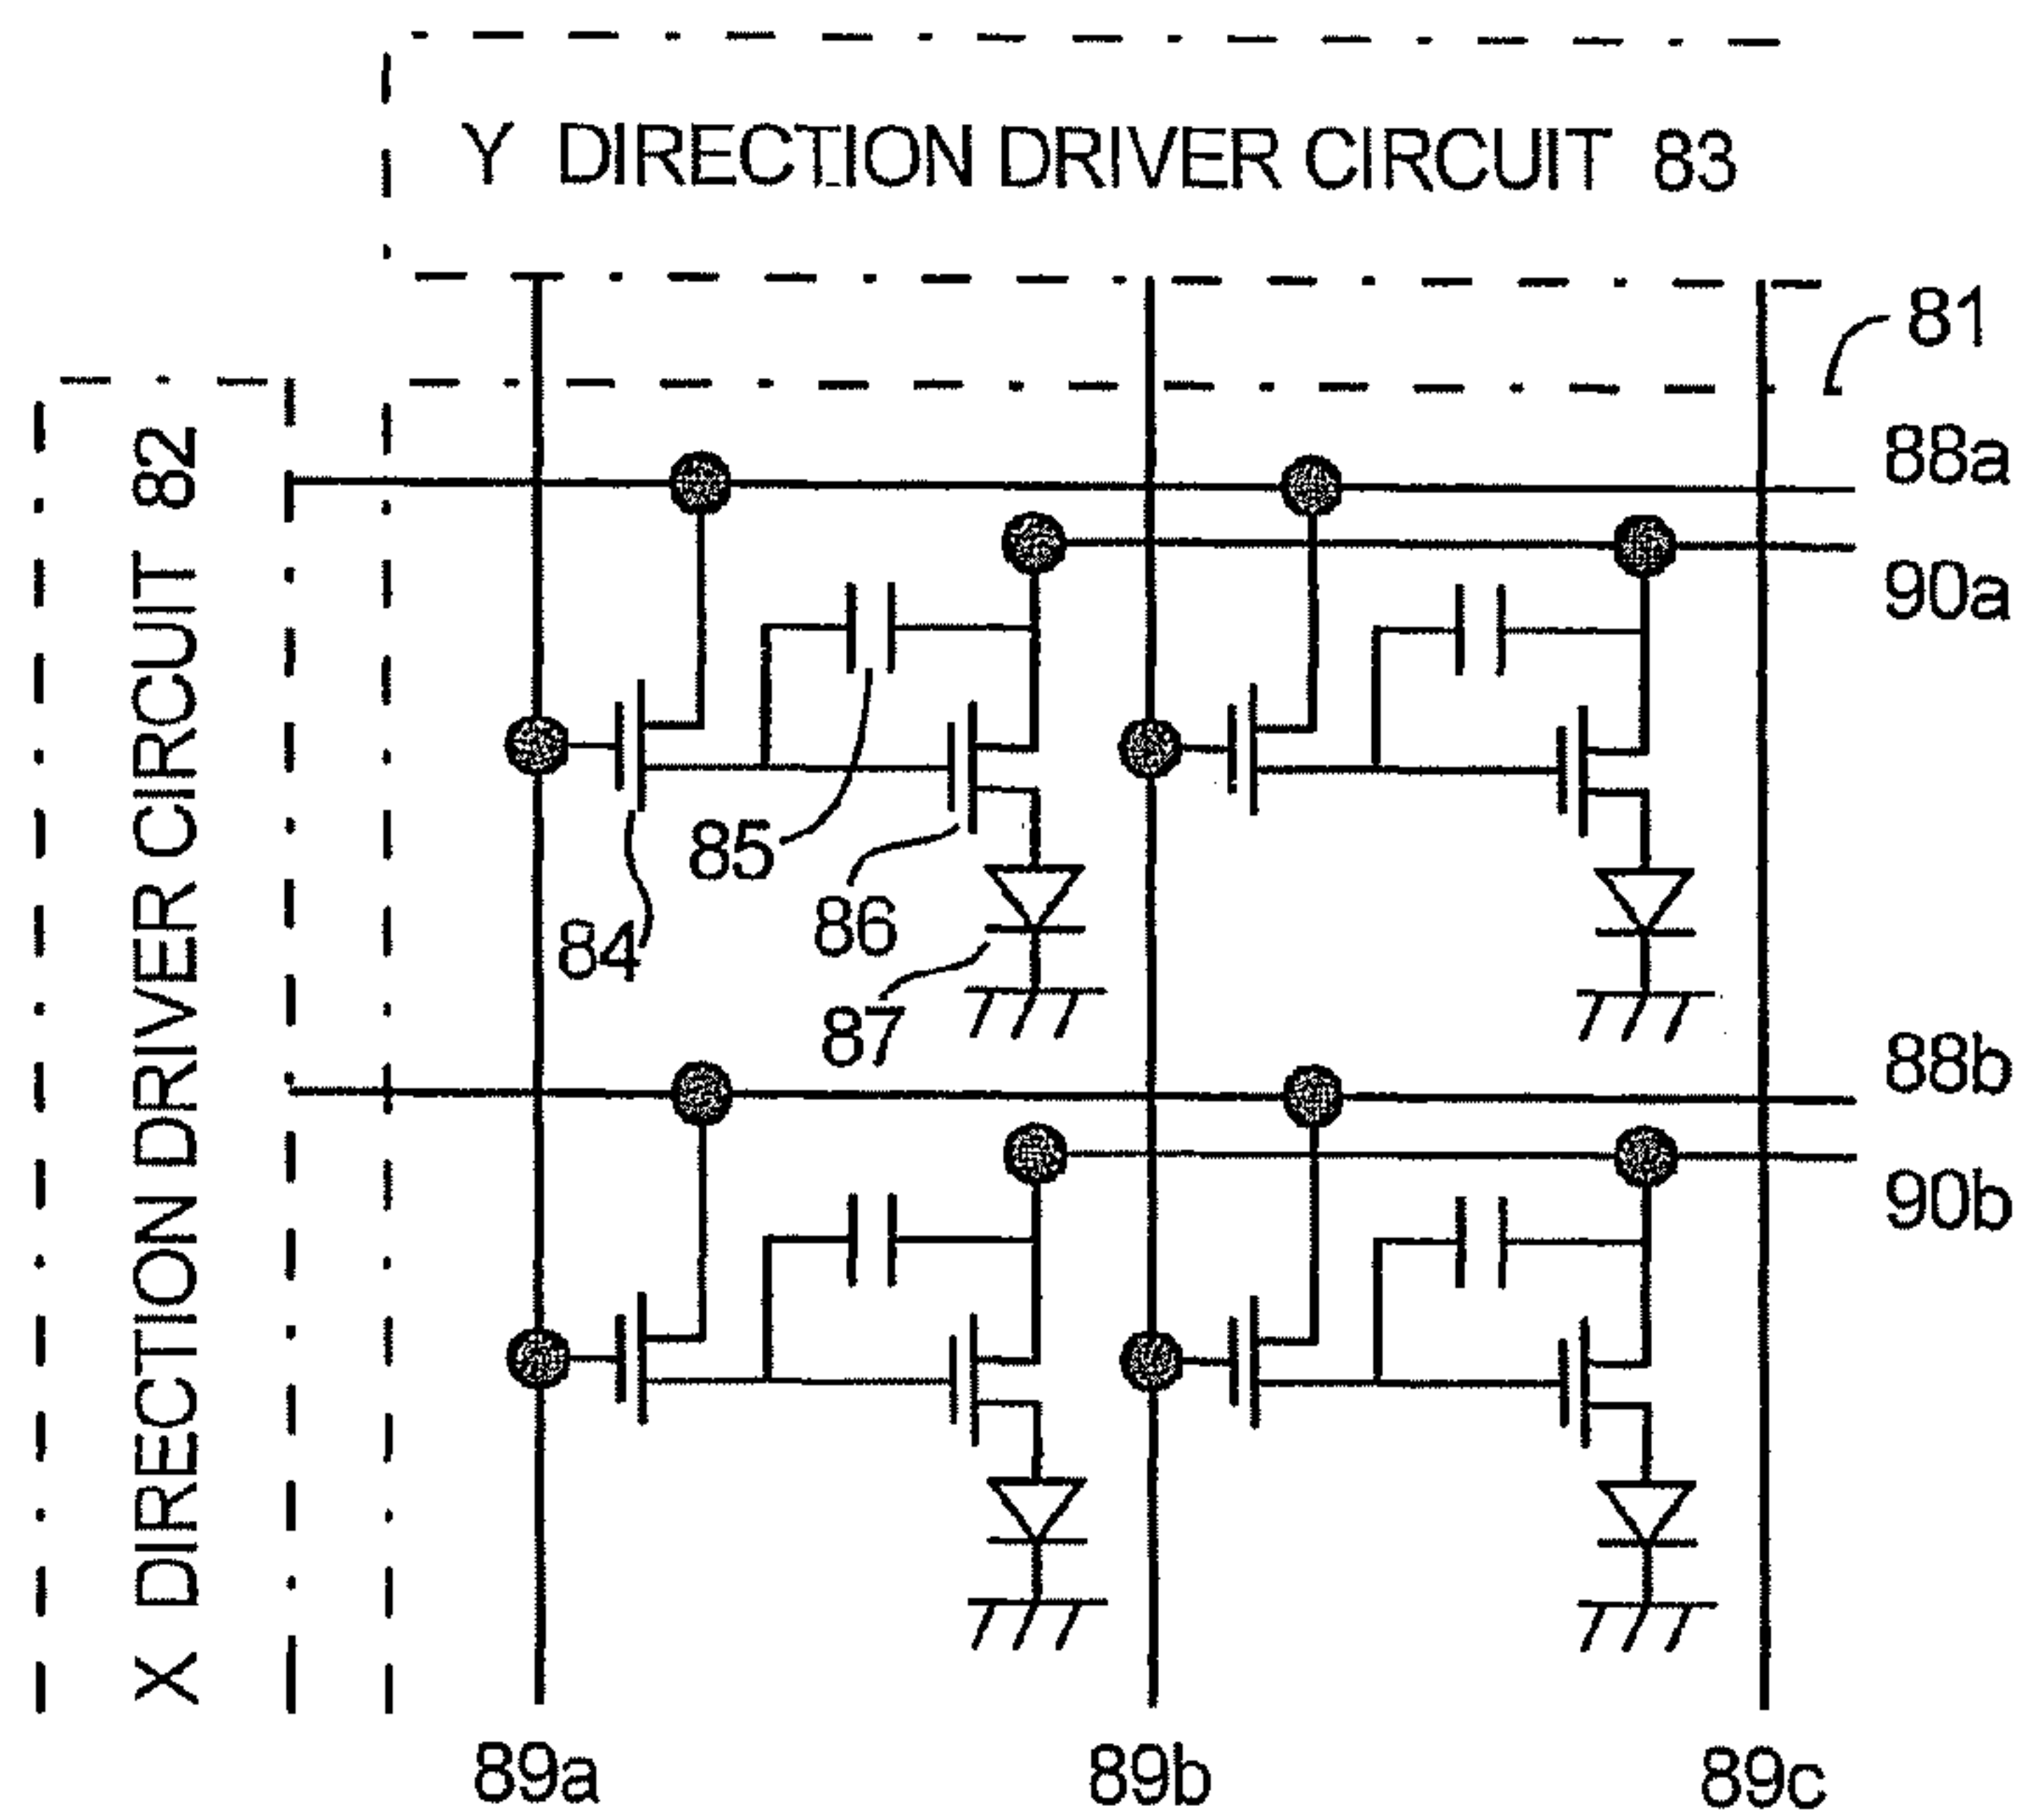 Y DIRECTION DRIVER CIRCUIT 83
81
X DIRECTION DRIVER CIRCUIT 82
88a
90a
84
85
86
87
88b
90b
89a
89b
89c